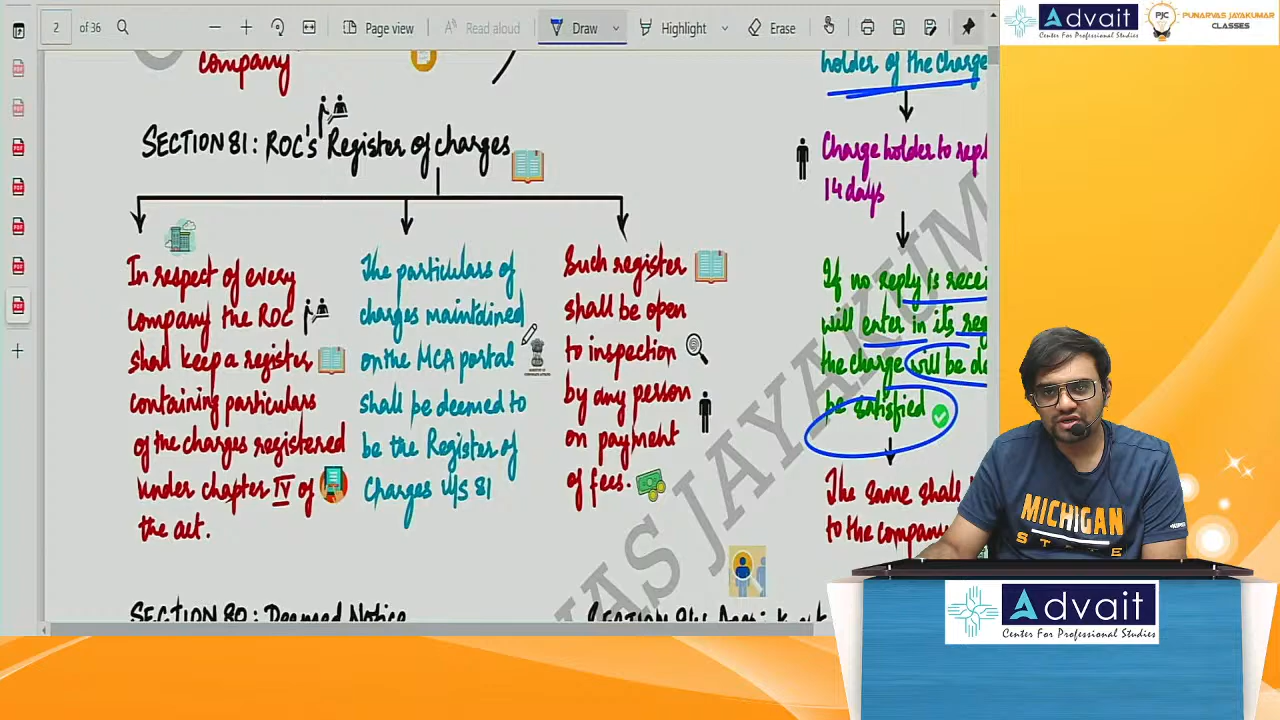 2 of 36
Page view
Read aloud
Draw
Highlight
Erase
Advait
Center For Professional Studies
PJC
PUNARVAS JAYAKUMAR
CLASSES
company
holder of the charge
SECTION 81: ROC's Register of charges
Charge holder to repl
14 days
In respect of every
company the ROC
shall keep a register
containing particulars
of the charges registered
under chapter IV of
the act.
The particulars of
charges maintained
on the MCA portal
shall be deemed to
be the Register of
Charges u/s 81
Such register
shall be open
to inspection
by any person
on payment
of fees.
If no reply is recei
will enter in its reg
the charge will be de
be satisfied
The same shall
to the company
SECTION 80: Deemed Notice
VAS JAYAKUM
MICHIGAN
STATE
Advait
Center For Professional Studies